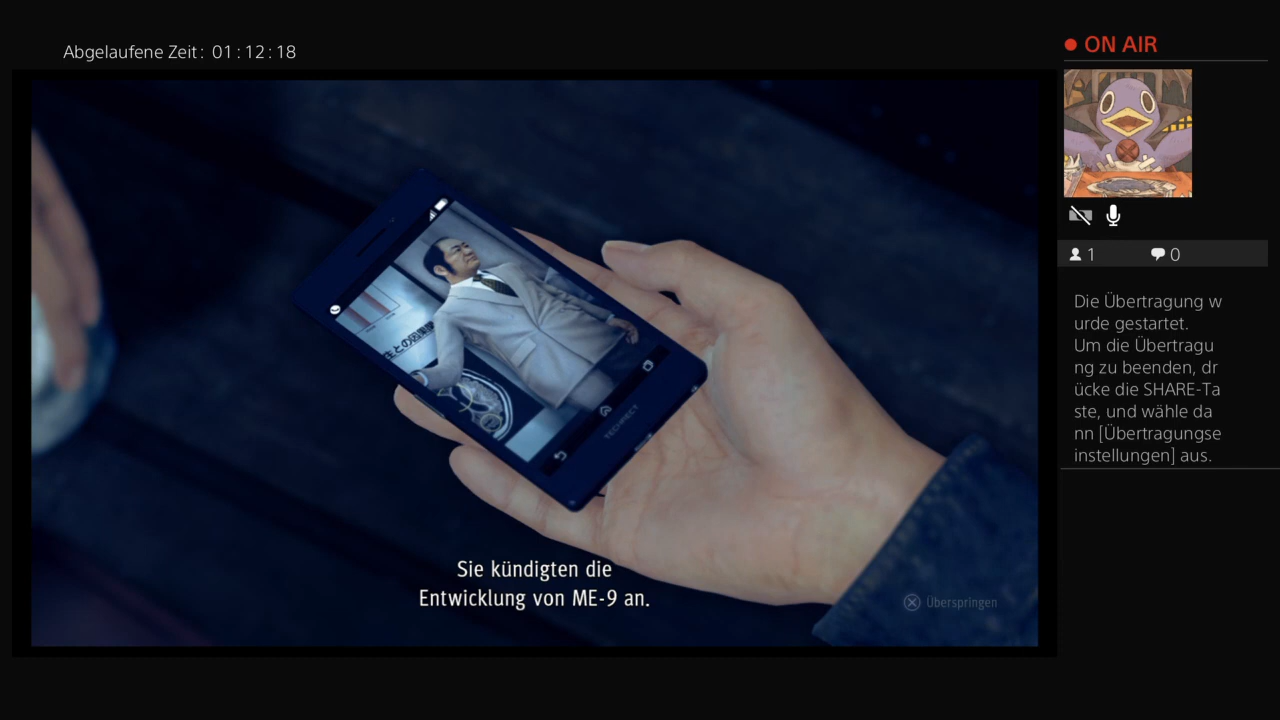 Abgelaufene Zeit: 01:12:18
ON AIR
1
0
Die Übertragung w
urde gestartet.
Um die Übertragu
ng zu beenden, dr
ücke die SHARE-Ta
ste, und wähle da
nn [Übertragungse
instellungen] aus.
TECHRECT
Sie kündigten die
Entwicklung von ME-9 an.
Überspringen